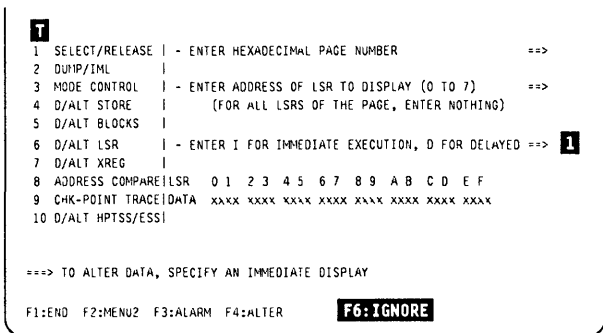 T
1 SELECT/RELEASE | - ENTER HEXADECIMAL PAGE NUMBER ==>
2 DUMP/IML |
3 MODE CONTROL | - ENTER ADDRESS OF LSR TO DISPLAY (0 TO 7) ==>
4 D/ALT STORE | (FOR ALL LSRS OF THE PAGE, ENTER NOTHING)
5 D/ALT BLOCKS |
6 D/ALT LSR | - ENTER I FOR IMMEDIATE EXECUTION, D FOR DELAYED ==> 1
7 D/ALT XREG |
8 ADDRESS COMPARE|LSR 0 1 2 3 4 5 6 7 8 9 A B C D E F
9 CHK-POINT TRACE|DATA xxxx xxxx xxxx xxxx xxxx xxxx xxxx xxxx
10 D/ALT HPTSS/ESS|
===> TO ALTER DATA, SPECIFY AN IMMEDIATE DISPLAY
F1:END F2:MENU2 F3:ALARM F4:ALTER F6:IGNORE